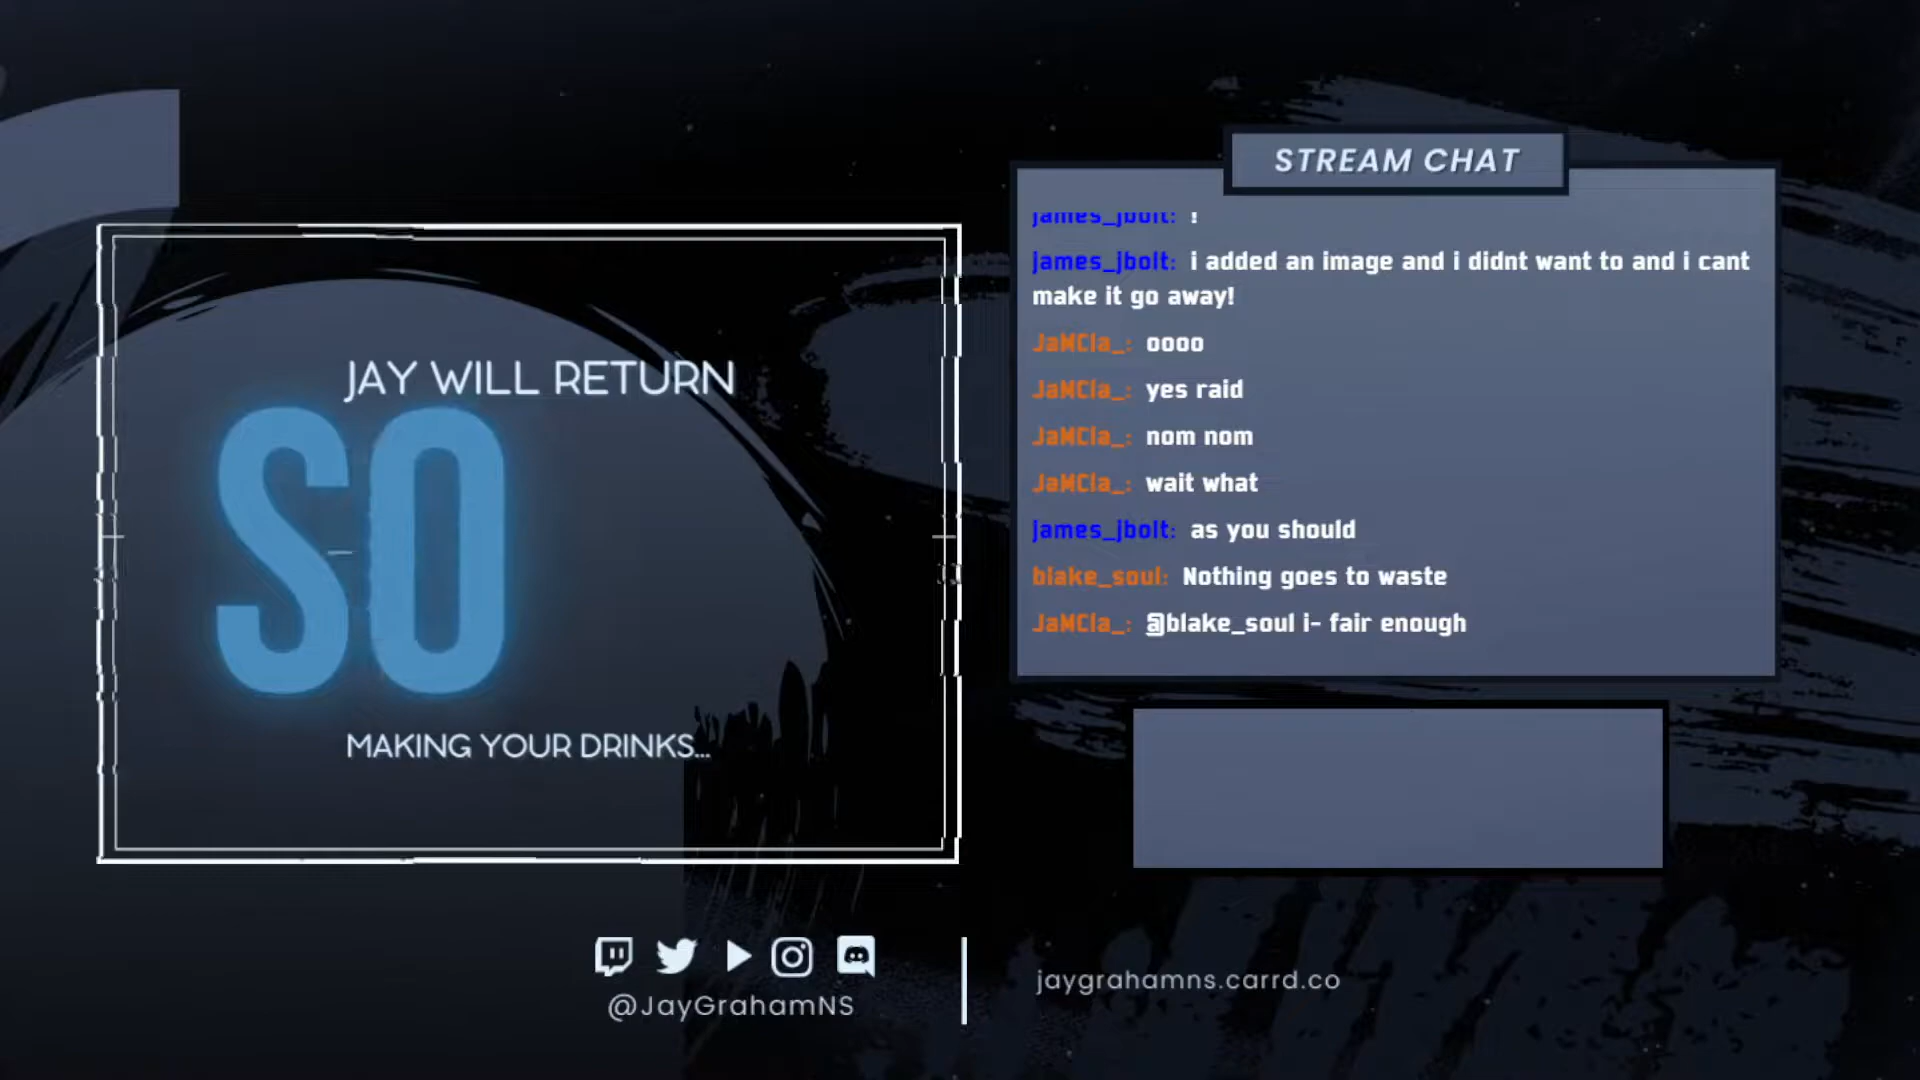 STREAM CHAT
james_jbolt: !
james_jbolt: i added an image and i didnt want to and i cant
make it go away!
JaMCla_: oooo
JaMCla_: yes raid
JaMCla_: nom nom
JaMCla_: wait what
james_jbolt: as you should
blake_soul: Nothing goes to waste
JaMCla_: @blake_soul i- fair enough
JAY WILL RETURN
SO
MAKING YOUR DRINKS...
@JayGrahamNS
jaygrahamns.carrd.co